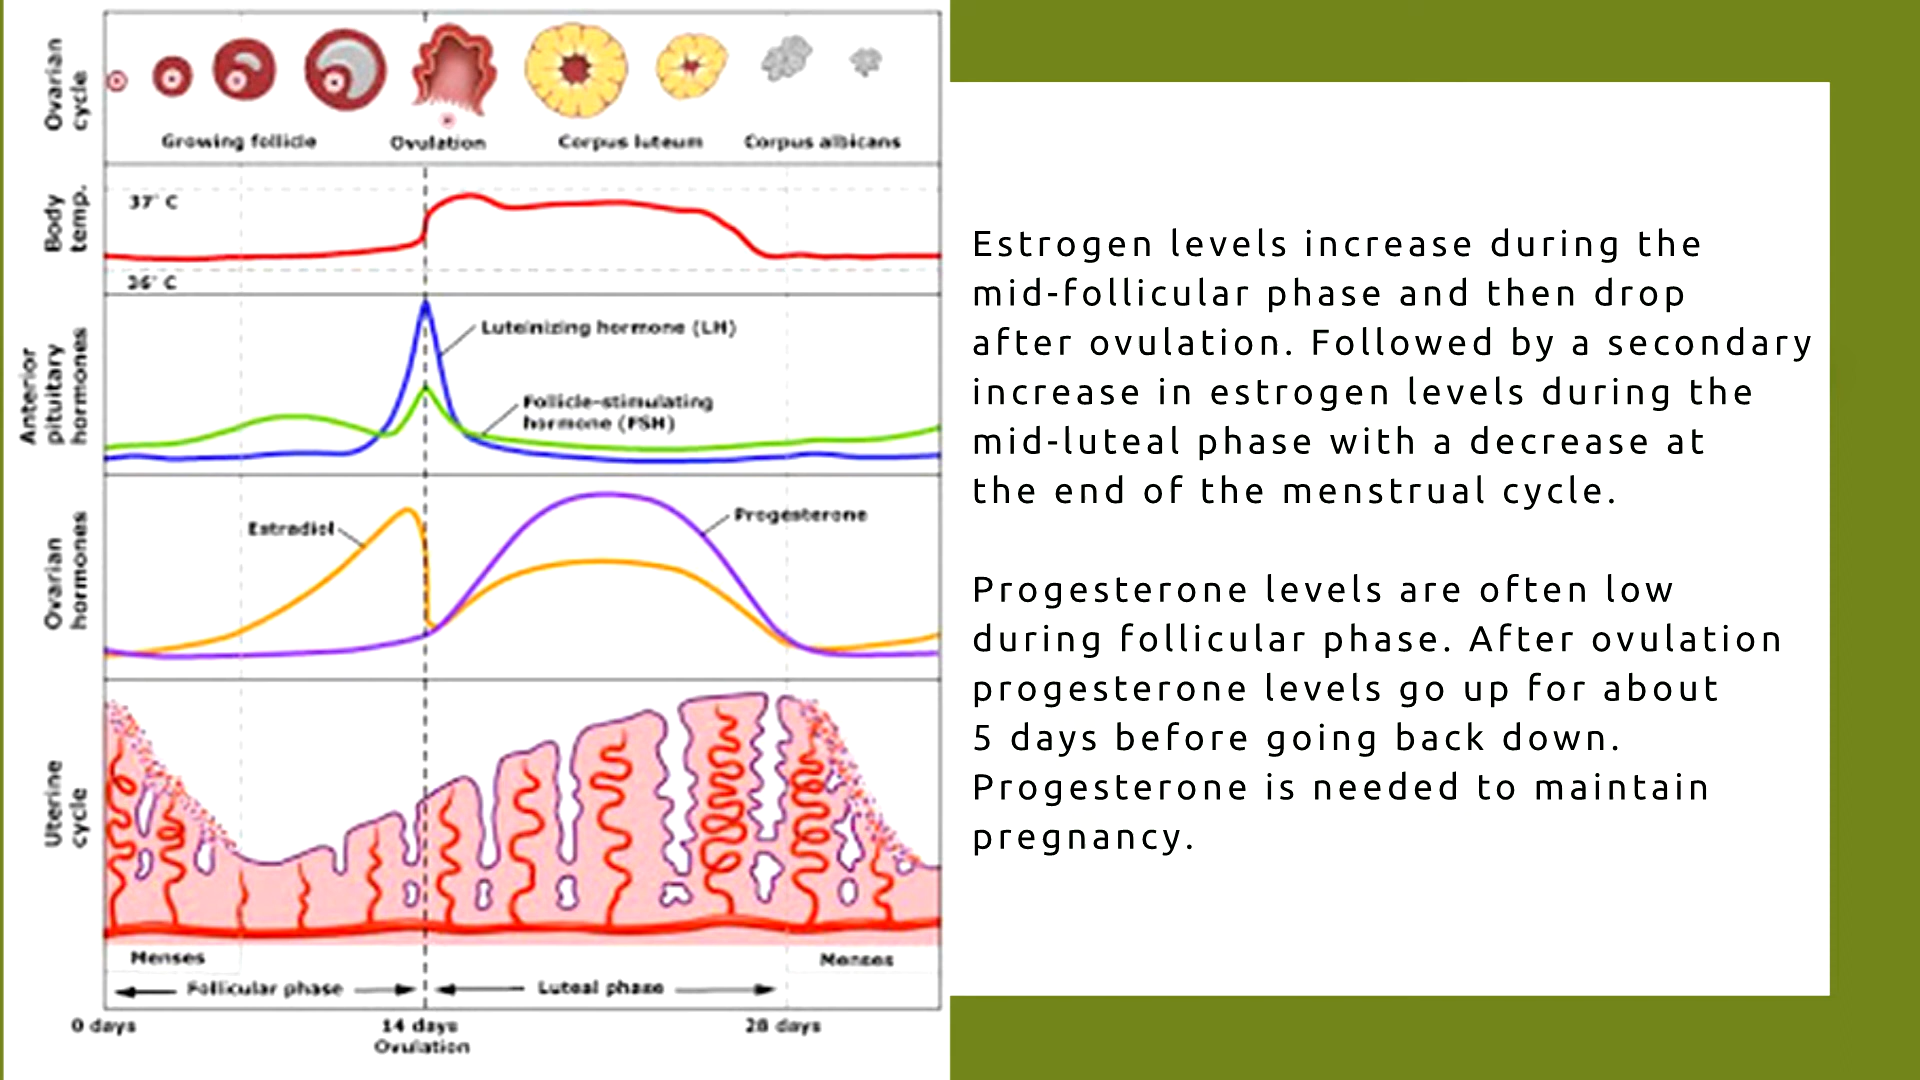 Ovarian
cycle
Growing follicle
Ovulation
Corpus luteum
Corpus albicans
Body
temp.
37° C
36° C
Anterior
pituitary
hormones
Luteinizing hormone (LH)
Follicle-stimulating
hormone (FSH)
Ovarian
hormones
Estradiol
Progesterone
Uterine
cycle
Menses
Menses
Follicular phase
Luteal phase
0 days
14 days
28 days
Ovulation
Estrogen levels increase during the
mid-follicular phase and then drop
after ovulation. Followed by a secondary
increase in estrogen levels during the
mid-luteal phase with a decrease at
the end of the menstrual cycle.
Progesterone levels are often low
during follicular phase. After ovulation
progesterone levels go up for about
5 days before going back down.
Progesterone is needed to maintain
pregnancy.